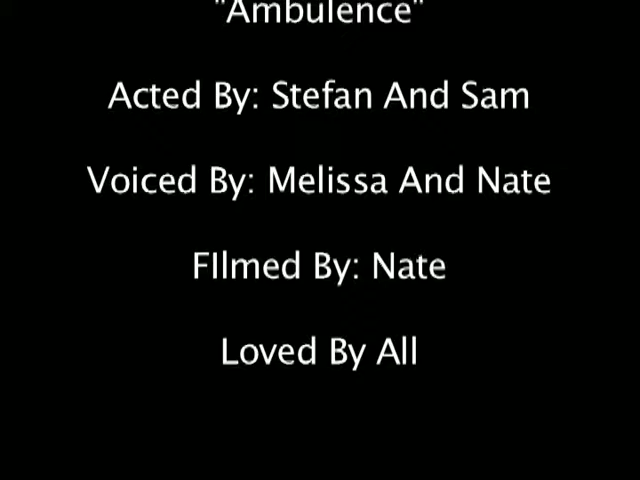 "Ambulence"
Acted By: Stefan And Sam
Voiced By: Melissa And Nate
FIlmed By: Nate
Loved By All